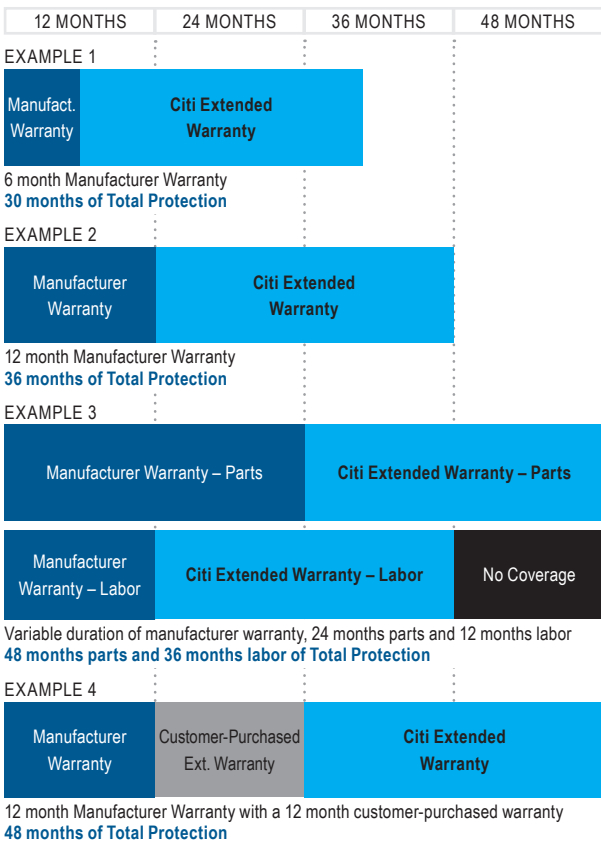 12 MONTHS 24 MONTHS 36 MONTHS 48 MONTHS
EXAMPLE 1
Manufact. Warranty
Citi Extended Warranty
6 month Manufacturer Warranty
30 months of Total Protection
EXAMPLE 2
Manufacturer Warranty
Citi Extended Warranty
12 month Manufacturer Warranty
36 months of Total Protection
EXAMPLE 3
Manufacturer Warranty – Parts
Citi Extended Warranty – Parts
Manufacturer Warranty – Labor
Citi Extended Warranty – Labor
No Coverage
Variable duration of manufacturer warranty, 24 months parts and 12 months labor
48 months parts and 36 months labor of Total Protection
EXAMPLE 4
Manufacturer Warranty
Customer-Purchased Ext. Warranty
Citi Extended Warranty
12 month Manufacturer Warranty with a 12 month customer-purchased warranty
48 months of Total Protection